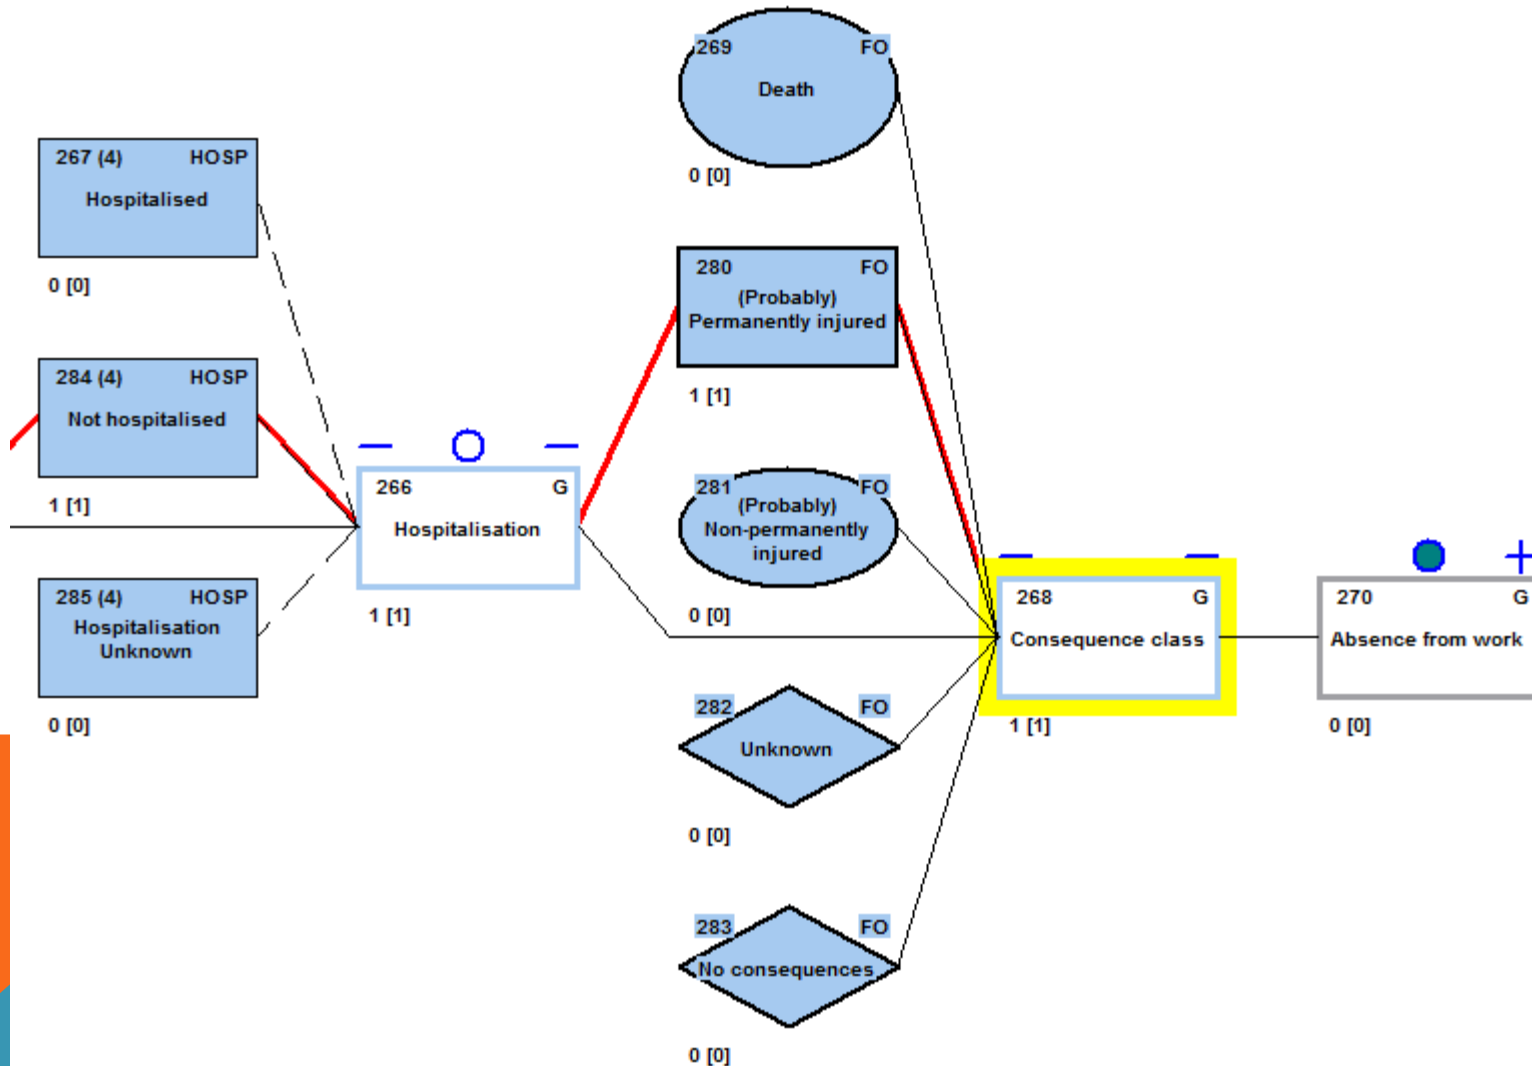 267 (4) HOSP
Hospitalised
0 [0]
284 (4) HOSP
Not hospitalised
1 [1]
285 (4) HOSP
Hospitalisation
Unknown
0 [0]
266 G
Hospitalisation
1 [1]
269 FO
Death
0 [0]
280 FO
(Probably)
Permanently injured
1 [1]
281 FO
(Probably)
Non-permanently
injured
0 [0]
282 FO
Unknown
0 [0]
283 FO
No consequences
0 [0]
268 G
Consequence class
1 [1]
270 G
Absence from work
0 [0]